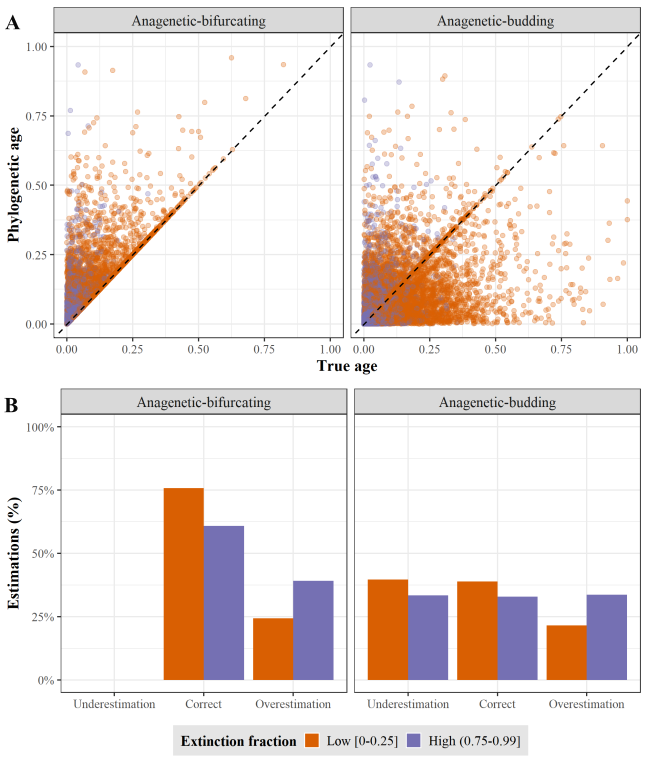 A
Anagenetic-bifurcating
Anagenetic-budding
Phylogenetic age
1.00
0.75
0.50
0.25
0.00
0.00 0.25 0.50 0.75 1.00
0.00 0.25 0.50 0.75 1.00
True age
B
Anagenetic-bifurcating
Anagenetic-budding
Estimations (%)
100%
75%
50%
25%
0%
Underestimation Correct Overestimation
Underestimation Correct Overestimation
Extinction fraction Low [0-0.25] High (0.75-0.99]